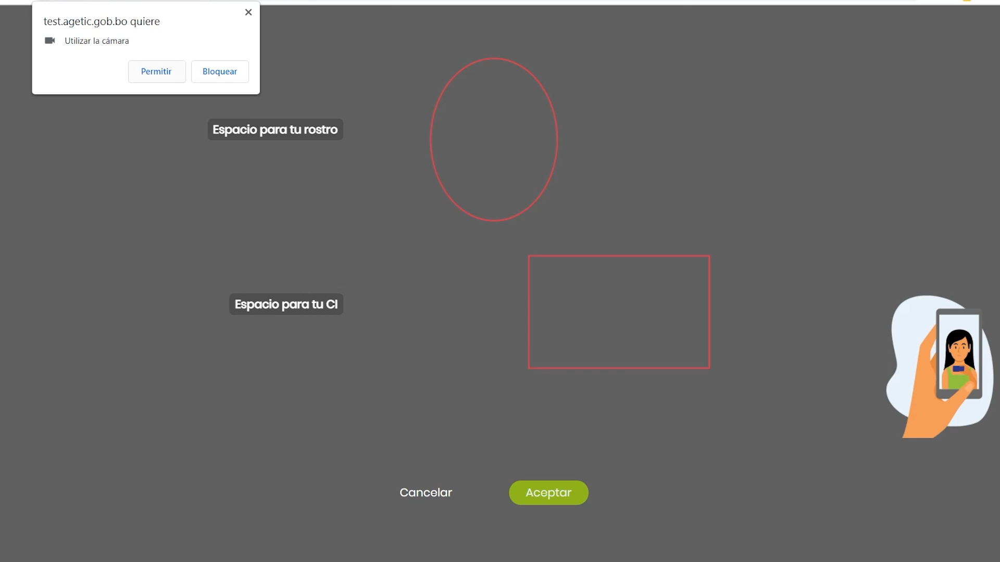 test.agetic.gob.bo quiere
Utilizar la cámara
Permitir
Bloquear
Espacio para tu rostro
Espacio para tu CI
Cancelar
Aceptar